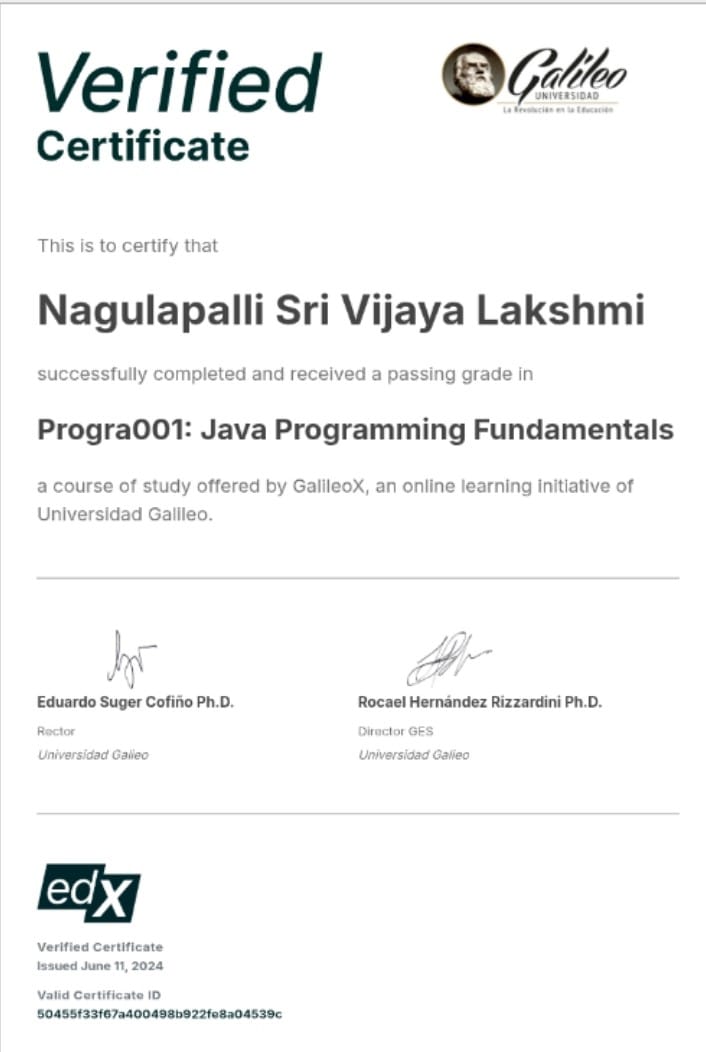 Verified
Certificate
Galileo
UNIVERSIDAD
La Revolución en la Educación
This is to certify that
Nagulapalli Sri Vijaya Lakshmi
successfully completed and received a passing grade in
Progra001: Java Programming Fundamentals
a course of study offered by GalileoX, an online learning initiative of
Universidad Galileo.
Eduardo Suger Cofiño Ph.D.
Rector
Universidad Galieo
Rocael Hernández Rizzardini Ph.D.
Director GES
Universidad Galieo
edX
Verified Certificate
Issued June 11, 2024
Valid Certificate ID
50455f33f67a400498b922fe8a04539c